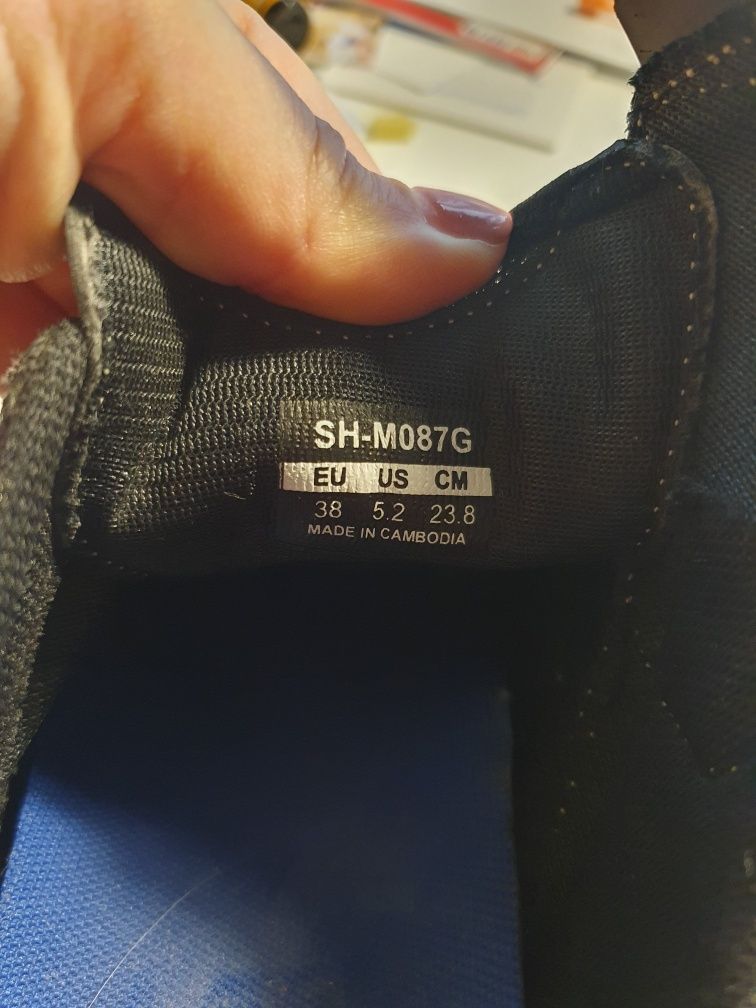 SH-M087G
EU US CM
38 5.2 23.8
MADE IN CAMBODIA